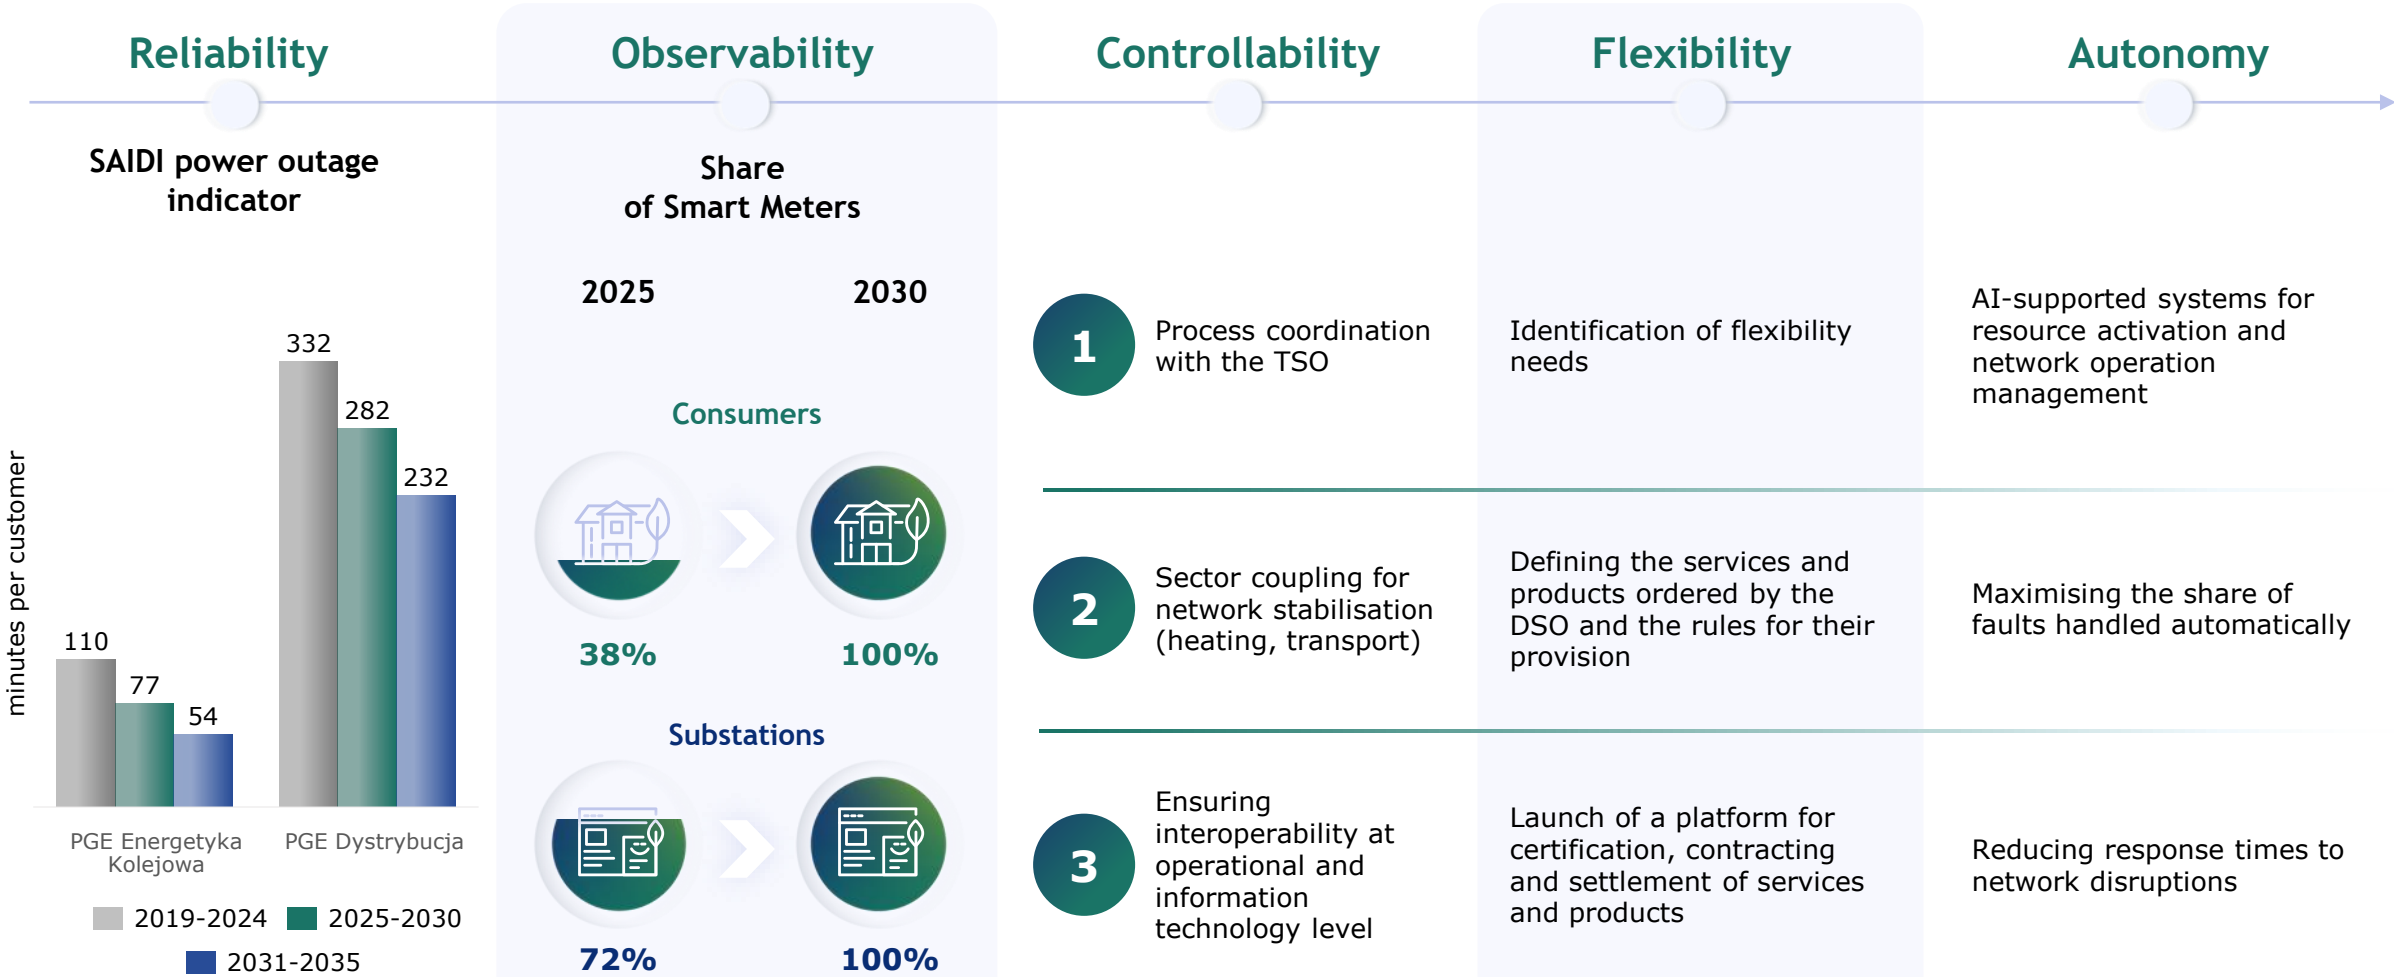 Reliability
Observability
Controllability
Flexibility
Autonomy
SAIDI power outage
indicator
minutes per customer
110
77
54
332
282
232
PGE Energetyka
Kolejowa
PGE Dystrybucja
2019-2024
2025-2030
2031-2035
Share
of Smart Meters
2025
2030
Consumers
38%
100%
Substations
72%
100%
1
Process coordination
with the TSO
Identification of flexibility
needs
AI-supported systems for
resource activation and
network operation
management
2
Sector coupling for
network stabilisation
(heating, transport)
Defining the services and
products ordered by the
DSO and the rules for their
provision
Maximising the share of
faults handled automatically
3
Ensuring
interoperability at
operational and
information
technology level
Launch of a platform for
certification, contracting
and settlement of services
and products
Reducing response times to
network disruptions